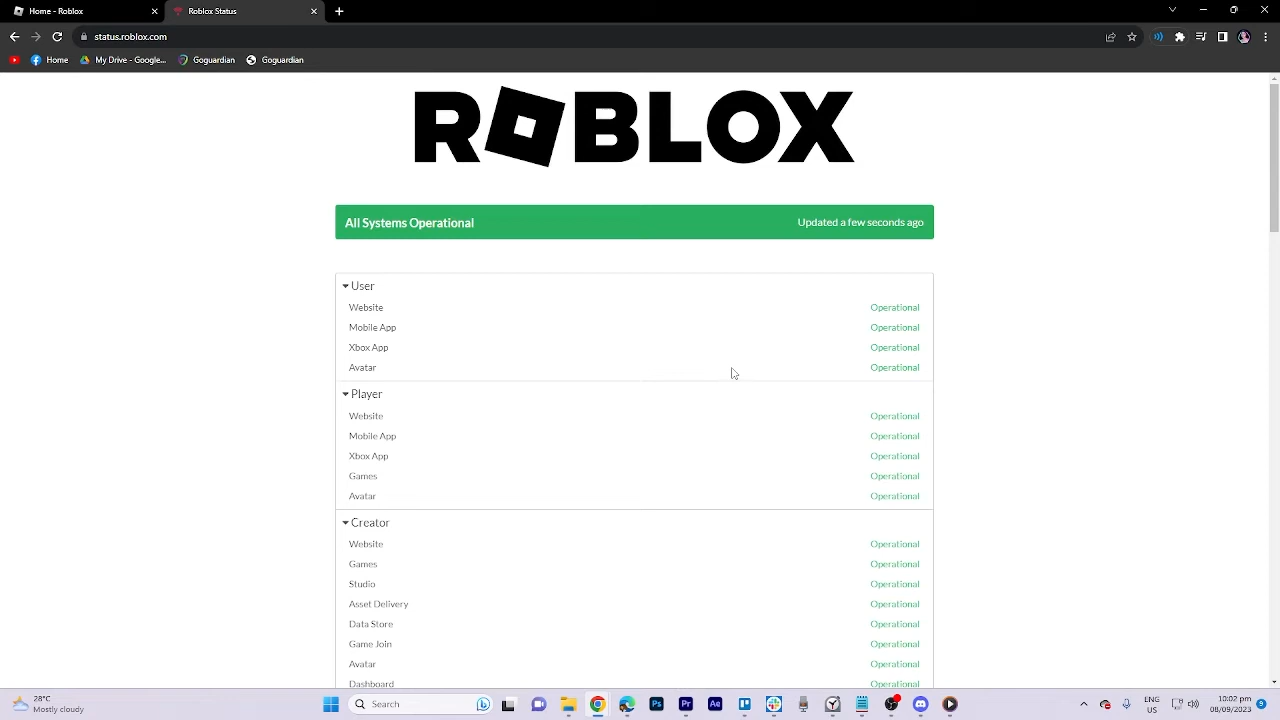 Home - Roblox
Roblox Status
status.roblox.com
Home
My Drive - Google...
Goguardian
Goguardian
ROBLOX
All Systems Operational
Updated a few seconds ago
User
Website Operational
Mobile App Operational
Xbox App Operational
Avatar Operational
Player
Website Operational
Mobile App Operational
Xbox App Operational
Games Operational
Avatar Operational
Creator
Website Operational
Games Operational
Studio Operational
Asset Delivery Operational
Data Store Operational
Game Join Operational
Avatar Operational
Dashboard Operational
28°C
Mostly cloudy
Search
Ps
Pr
Ae
ENG
US
10:02 pm
08/09/2023
3